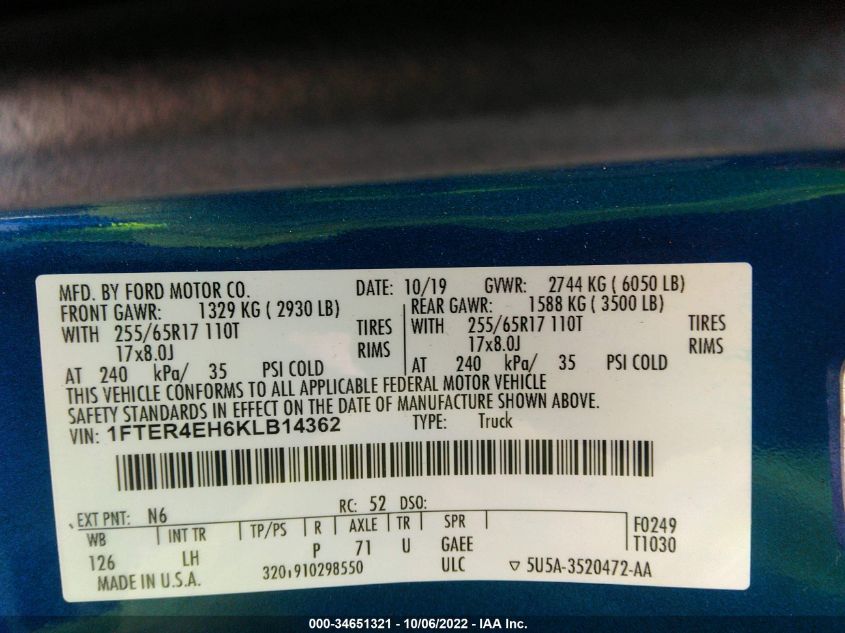 MFD. BY FORD MOTOR CO. DATE: 10/19 GVWR: 2744 KG ( 6050 LB)
FRONT GAWR: 1329 KG ( 2930 LB) REAR GAWR: 1588 KG ( 3500 LB)
WITH 255/65R17 110T TIRES WITH 255/65R17 110T TIRES
17x8.0J RIMS 17x8.0J RIMS
AT 240 kPa/ 35 PSI COLD AT 240 kPa/ 35 PSI COLD
THIS VEHICLE CONFORMS TO ALL APPLICABLE FEDERAL MOTOR VEHICLE
SAFETY STANDARDS IN EFFECT ON THE DATE OF MANUFACTURE SHOWN ABOVE.
VIN: 1FTER4EH6KLB14362 TYPE: Truck
EXT PNT: N6 RC: 52 DSO:
WB INT TR TP/PS R AXLE TR SPR F0249
126 LH P 71 U GAEE T1030
MADE IN U.S.A. 320 910298550 ULC 5U5A-3520472-AA
000-34651321 - 10/06/2022 - IAA Inc.